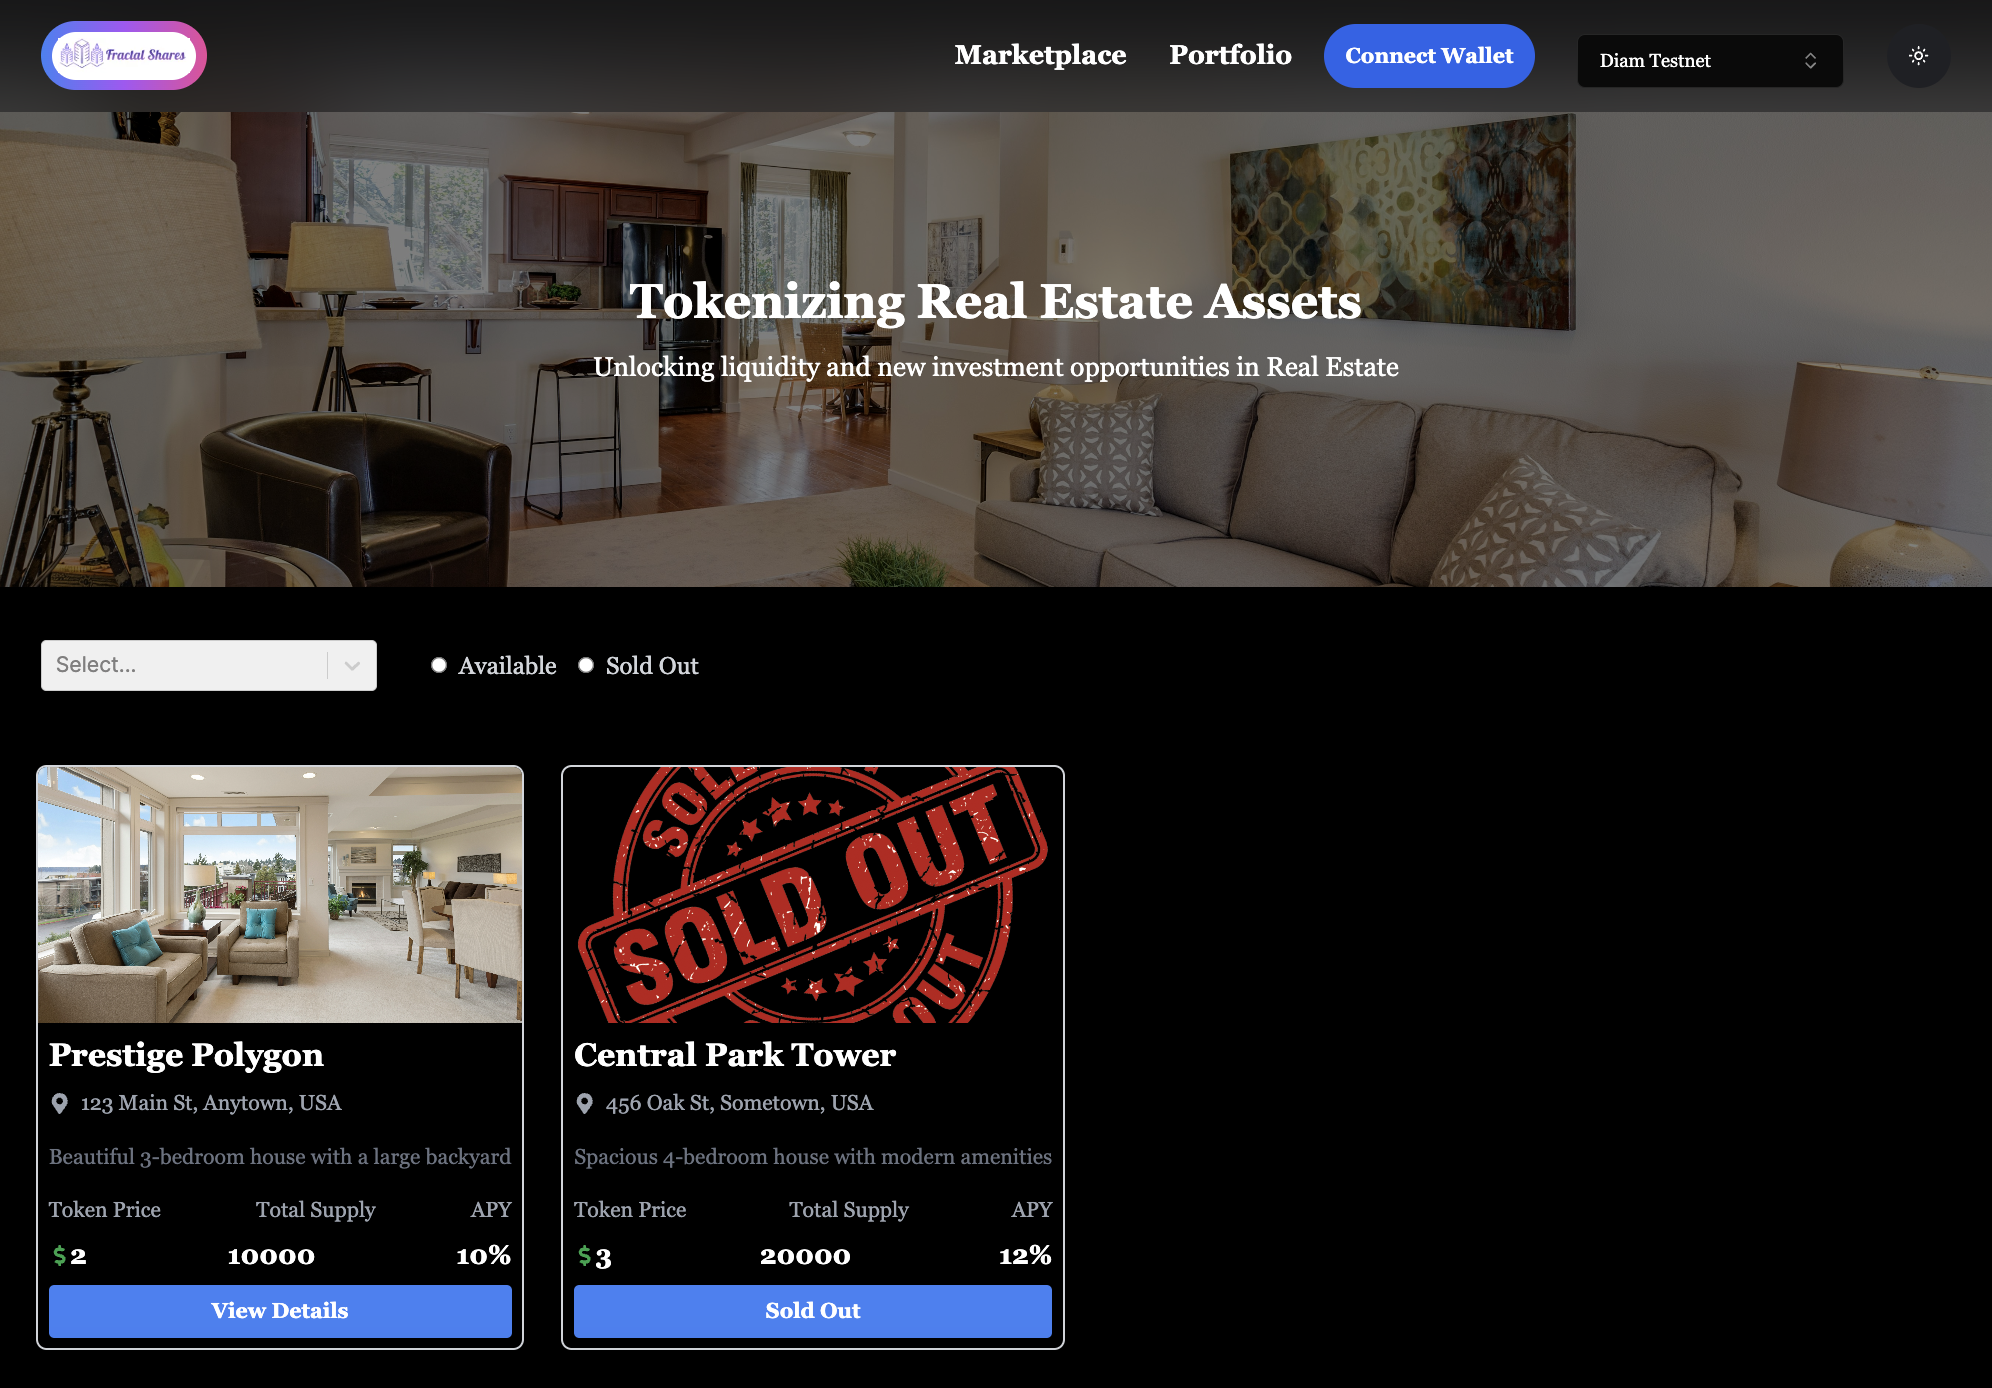 Fractal Shares
Marketplace
Portfolio
Connect Wallet
Diam Testnet
Tokenizing Real Estate Assets
Unlocking liquidity and new investment opportunities in Real Estate
Select...
Available
Sold Out
SOLD OUT
Prestige Polygon
123 Main St, Anytown, USA
Beautiful 3-bedroom house with a large backyard
Token Price Total Supply APY
$2 10000 10%
View Details
Central Park Tower
456 Oak St, Sometown, USA
Spacious 4-bedroom house with modern amenities
Token Price Total Supply APY
$3 20000 12%
Sold Out